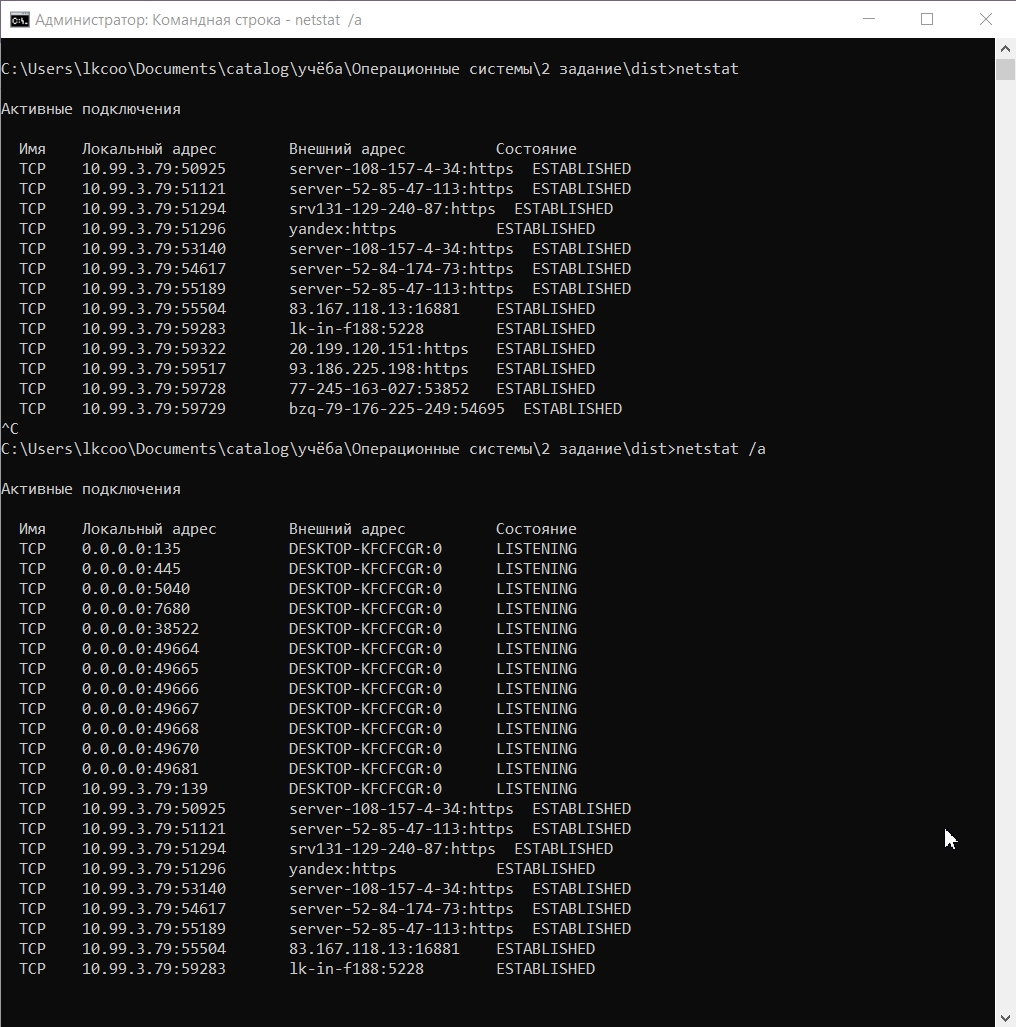 Администратор: Командная строка - netstat /a
C:\Users\lkcoo\Documents\catalog\учёба\Операционные системы\2 задание\dist>netstat
Активные подключения
Имя Локальный адрес Внешний адрес Состояние
TCP 10.99.3.79:50925 server-108-157-4-34:https ESTABLISHED
TCP 10.99.3.79:51121 server-52-85-47-113:https ESTABLISHED
TCP 10.99.3.79:51294 srv131-129-240-87:https ESTABLISHED
TCP 10.99.3.79:51296 yandex:https ESTABLISHED
TCP 10.99.3.79:53140 server-108-157-4-34:https ESTABLISHED
TCP 10.99.3.79:54617 server-52-84-174-73:https ESTABLISHED
TCP 10.99.3.79:55189 server-52-85-47-113:https ESTABLISHED
TCP 10.99.3.79:55504 83.167.118.13:16881 ESTABLISHED
TCP 10.99.3.79:59283 lk-in-f188:5228 ESTABLISHED
TCP 10.99.3.79:59322 20.199.120.151:https ESTABLISHED
TCP 10.99.3.79:59517 93.186.225.198:https ESTABLISHED
TCP 10.99.3.79:59728 77-245-163-027:53852 ESTABLISHED
TCP 10.99.3.79:59729 bzq-79-176-225-249:54695 ESTABLISHED
^C
C:\Users\lkcoo\Documents\catalog\учёба\Операционные системы\2 задание\dist>netstat /a
Активные подключения
Имя Локальный адрес Внешний адрес Состояние
TCP 0.0.0.0:135 DESKTOP-KFCFCGR:0 LISTENING
TCP 0.0.0.0:445 DESKTOP-KFCFCGR:0 LISTENING
TCP 0.0.0.0:5040 DESKTOP-KFCFCGR:0 LISTENING
TCP 0.0.0.0:7680 DESKTOP-KFCFCGR:0 LISTENING
TCP 0.0.0.0:38522 DESKTOP-KFCFCGR:0 LISTENING
TCP 0.0.0.0:49664 DESKTOP-KFCFCGR:0 LISTENING
TCP 0.0.0.0:49665 DESKTOP-KFCFCGR:0 LISTENING
TCP 0.0.0.0:49666 DESKTOP-KFCFCGR:0 LISTENING
TCP 0.0.0.0:49667 DESKTOP-KFCFCGR:0 LISTENING
TCP 0.0.0.0:49668 DESKTOP-KFCFCGR:0 LISTENING
TCP 0.0.0.0:49670 DESKTOP-KFCFCGR:0 LISTENING
TCP 0.0.0.0:49681 DESKTOP-KFCFCGR:0 LISTENING
TCP 10.99.3.79:139 DESKTOP-KFCFCGR:0 LISTENING
TCP 10.99.3.79:50925 server-108-157-4-34:https ESTABLISHED
TCP 10.99.3.79:51121 server-52-85-47-113:https ESTABLISHED
TCP 10.99.3.79:51294 srv131-129-240-87:https ESTABLISHED
TCP 10.99.3.79:51296 yandex:https ESTABLISHED
TCP 10.99.3.79:53140 server-108-157-4-34:https ESTABLISHED
TCP 10.99.3.79:54617 server-52-84-174-73:https ESTABLISHED
TCP 10.99.3.79:55189 server-52-85-47-113:https ESTABLISHED
TCP 10.99.3.79:55504 83.167.118.13:16881 ESTABLISHED
TCP 10.99.3.79:59283 lk-in-f188:5228 ESTABLISHED